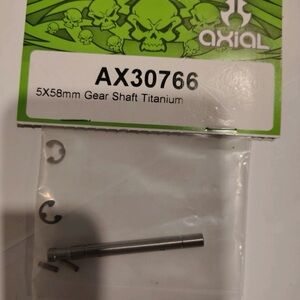 AXIAL
AX30766
5X58mm Gear Shaft Titanium